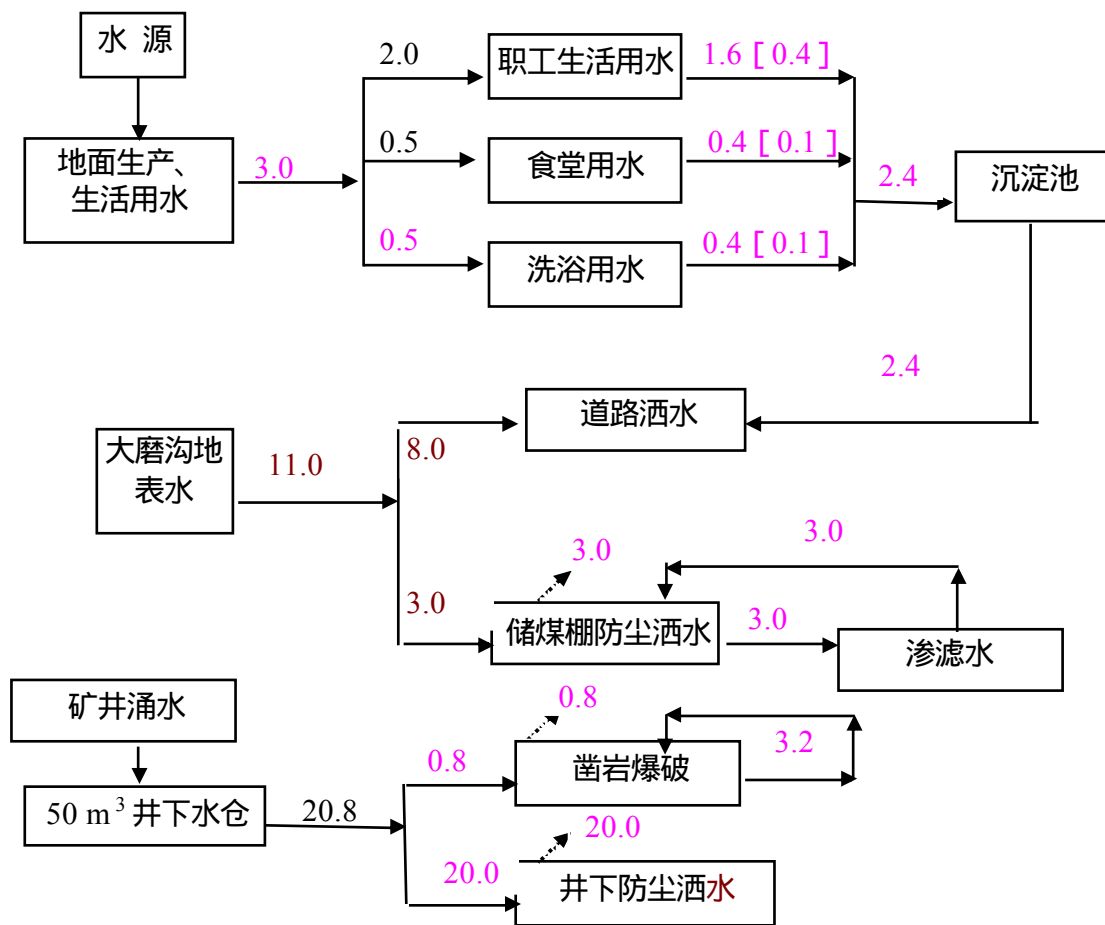 水 源
2.0
职工生活用水
1.6 [ 0.4 ]
地面生产、
生活用水
3.0
0.5
食堂用水
0.4 [ 0.1 ]
2.4
沉淀池
0.5
洗浴用水
0.4 [ 0.1 ]
2.4
道路洒水
大磨沟地
表水
11.0
8.0
3.0
3.0
3.0
储煤棚防尘洒水
3.0
渗滤水
矿井涌水
0.8
0.8
凿岩爆破
3.2
50 m³ 井下水仓
20.8
20.0
20.0
井下防尘洒水